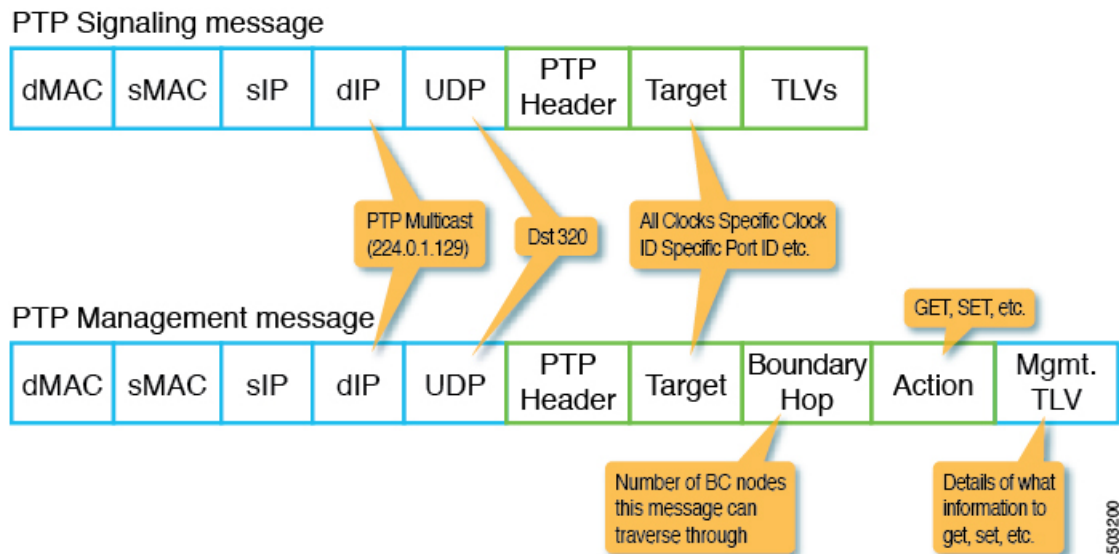 PTP Signaling message
dMAC
sMAC
sIP
dIP
UDP
PTP
Header
Target
TLVs
PTP Multicast
(224.0.1.129)
Dst 320
All Clocks Specific Clock
ID Specific Port ID etc.
PTP Management message
GET, SET, etc.
dMAC
sMAC
sIP
dIP
UDP
PTP
Header
Target
Boundary
Hop
Action
Mgmt.
TLV
Number of BC nodes
this message can
traverse through
Details of what
information to
get, set, etc.
503200